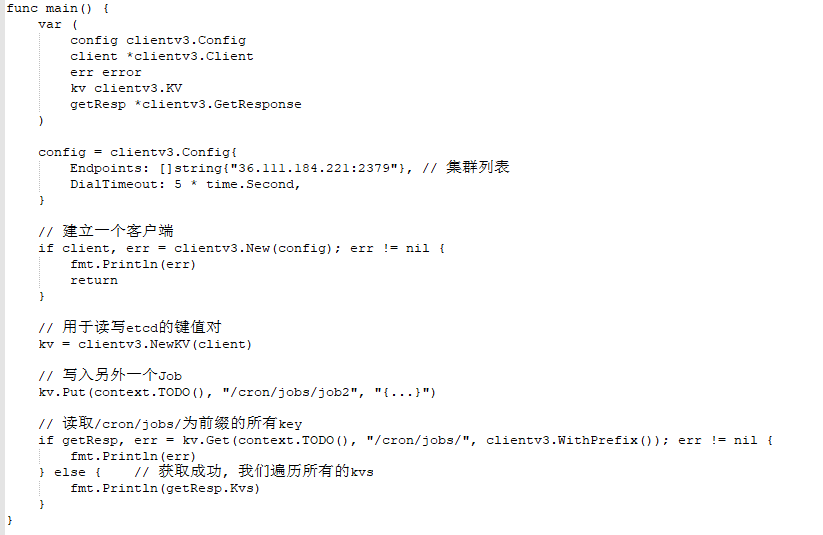 func main() {
    var (
        config clientv3.Config
        client *clientv3.Client
        err error
        kv clientv3.KV
        getResp *clientv3.GetResponse
    )

    config = clientv3.Config{
        Endpoints: []string{"36.111.184.221:2379"}, // 集群列表
        DialTimeout: 5 * time.Second,
    }

    // 建立一个客户端
    if client, err = clientv3.New(config); err != nil {
        fmt.Println(err)
        return
    }

    // 用于读写etcd的键值对
    kv = clientv3.NewKV(client)

    // 写入另外一个Job
    kv.Put(context.TODO(), "/cron/jobs/job2", "{...}")

    // 读取/cron/jobs/为前缀的所有key
    if getResp, err = kv.Get(context.TODO(), "/cron/jobs/", clientv3.WithPrefix()); err != nil {
        fmt.Println(err)
    } else {    // 获取成功, 我们遍历所有的kvs
        fmt.Println(getResp.Kvs)
    }
}